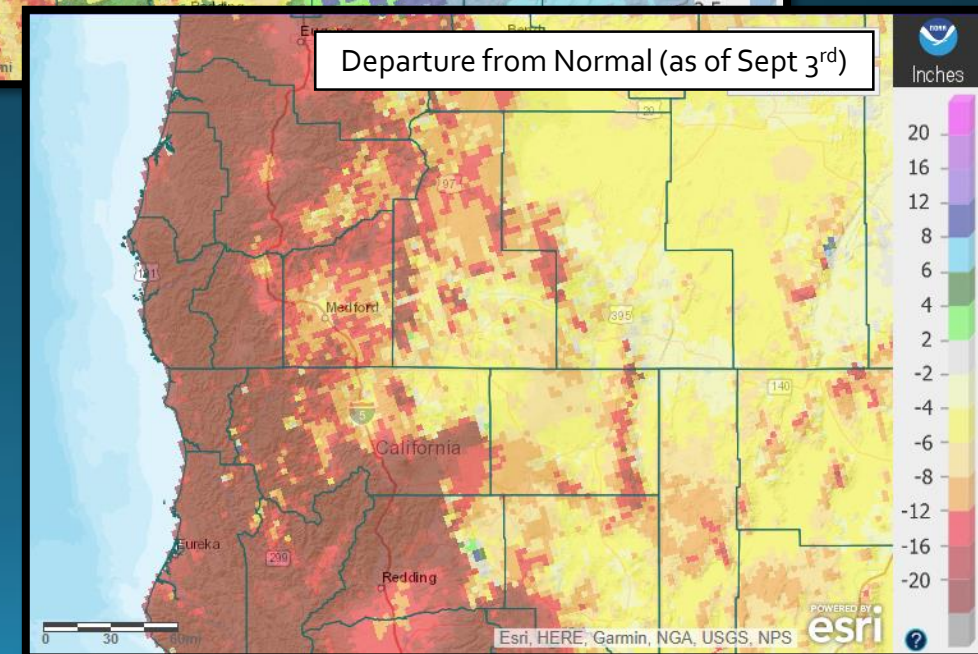 Departure from Normal (as of Sept 3rd)
NOAA
Inches
20
16
12
8
6
4
2
-2
-4
-6
-8
-12
-16
-20
20
97
101
Medford
395
140
5
California
Eureka
299
Redding
0 30 60mi
Esri, HERE, Garmin, NGA, USGS, NPS
POWERED BY
esri
?